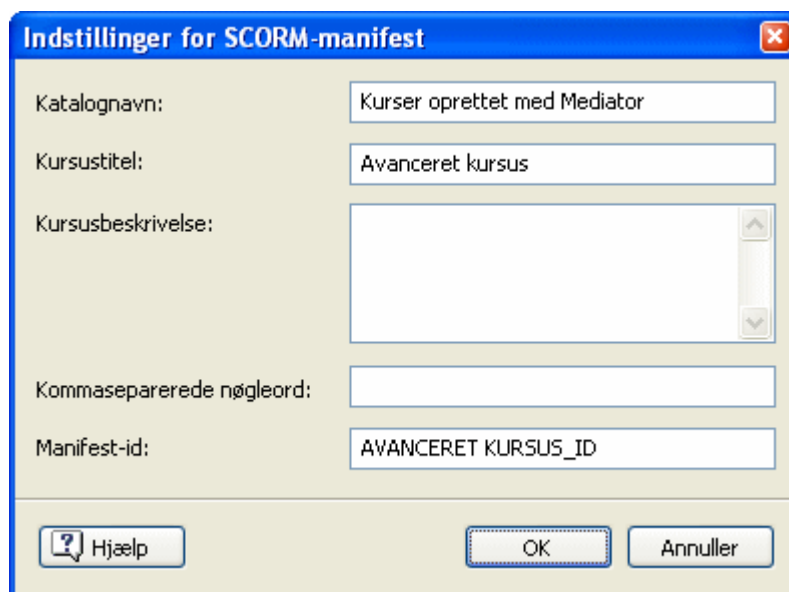 Indstillinger for SCORM-manifest
Katalognavn: Kurser oprettet med Mediator
Kursustitel: Avanceret kursus
Kursusbeskrivelse:
Kommaseparerede nøgleord:
Manifest-id: AVANCERET KURSUS_ID
Hjælp OK Annuller